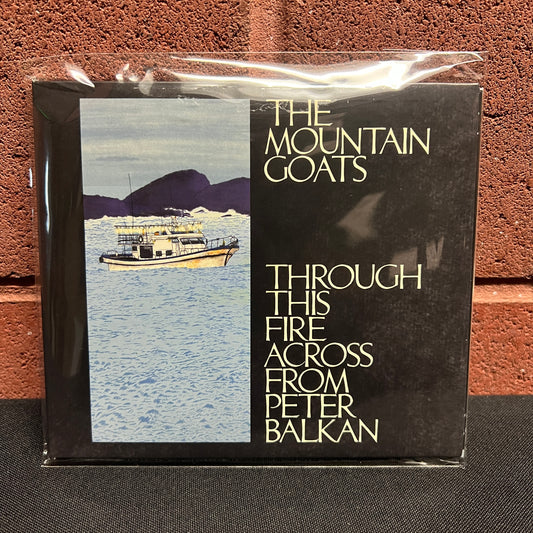 THE
MOUNTAIN
GOATS
THROUGH
THIS
FIRE
ACROSS
FROM
PETER
BALKAN